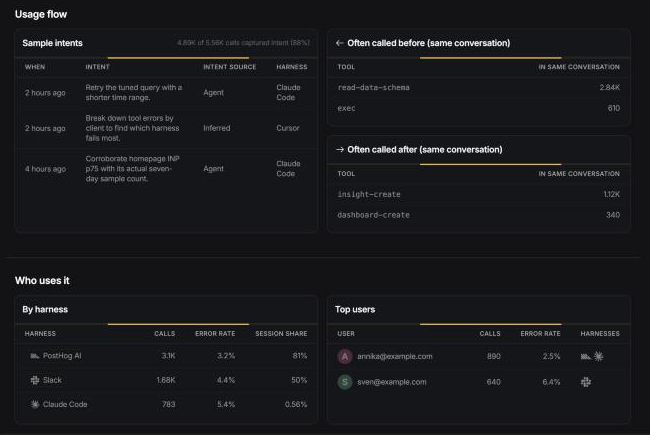 Usage flow
Sample intents
4.89K of 5.56K calls captured intent (88%)
WHEN INTENT INTENT SOURCE HARNESS
2 hours ago Retry the tuned query with a shorter time range. Agent Claude Code
2 hours ago Break down tool errors by client to find which harness fails most. Inferred Cursor
4 hours ago Corroborate homepage INP p75 with its actual seven-day sample count. Agent Claude Code
← Often called before (same conversation)
TOOL IN SAME CONVERSATION
read-data-schema 2.84K
exec 610
→ Often called after (same conversation)
TOOL IN SAME CONVERSATION
insight-create 1.12K
dashboard-create 340
Who uses it
By harness
HARNESS CALLS ERROR RATE SESSION SHARE
PostHog AI 3.1K 3.2% 81%
Slack 1.68K 4.4% 50%
Claude Code 783 5.4% 0.56%
Top users
USER CALLS ERROR RATE HARNESSES
A annika@example.com 890 2.5%
S sven@example.com 640 6.4%